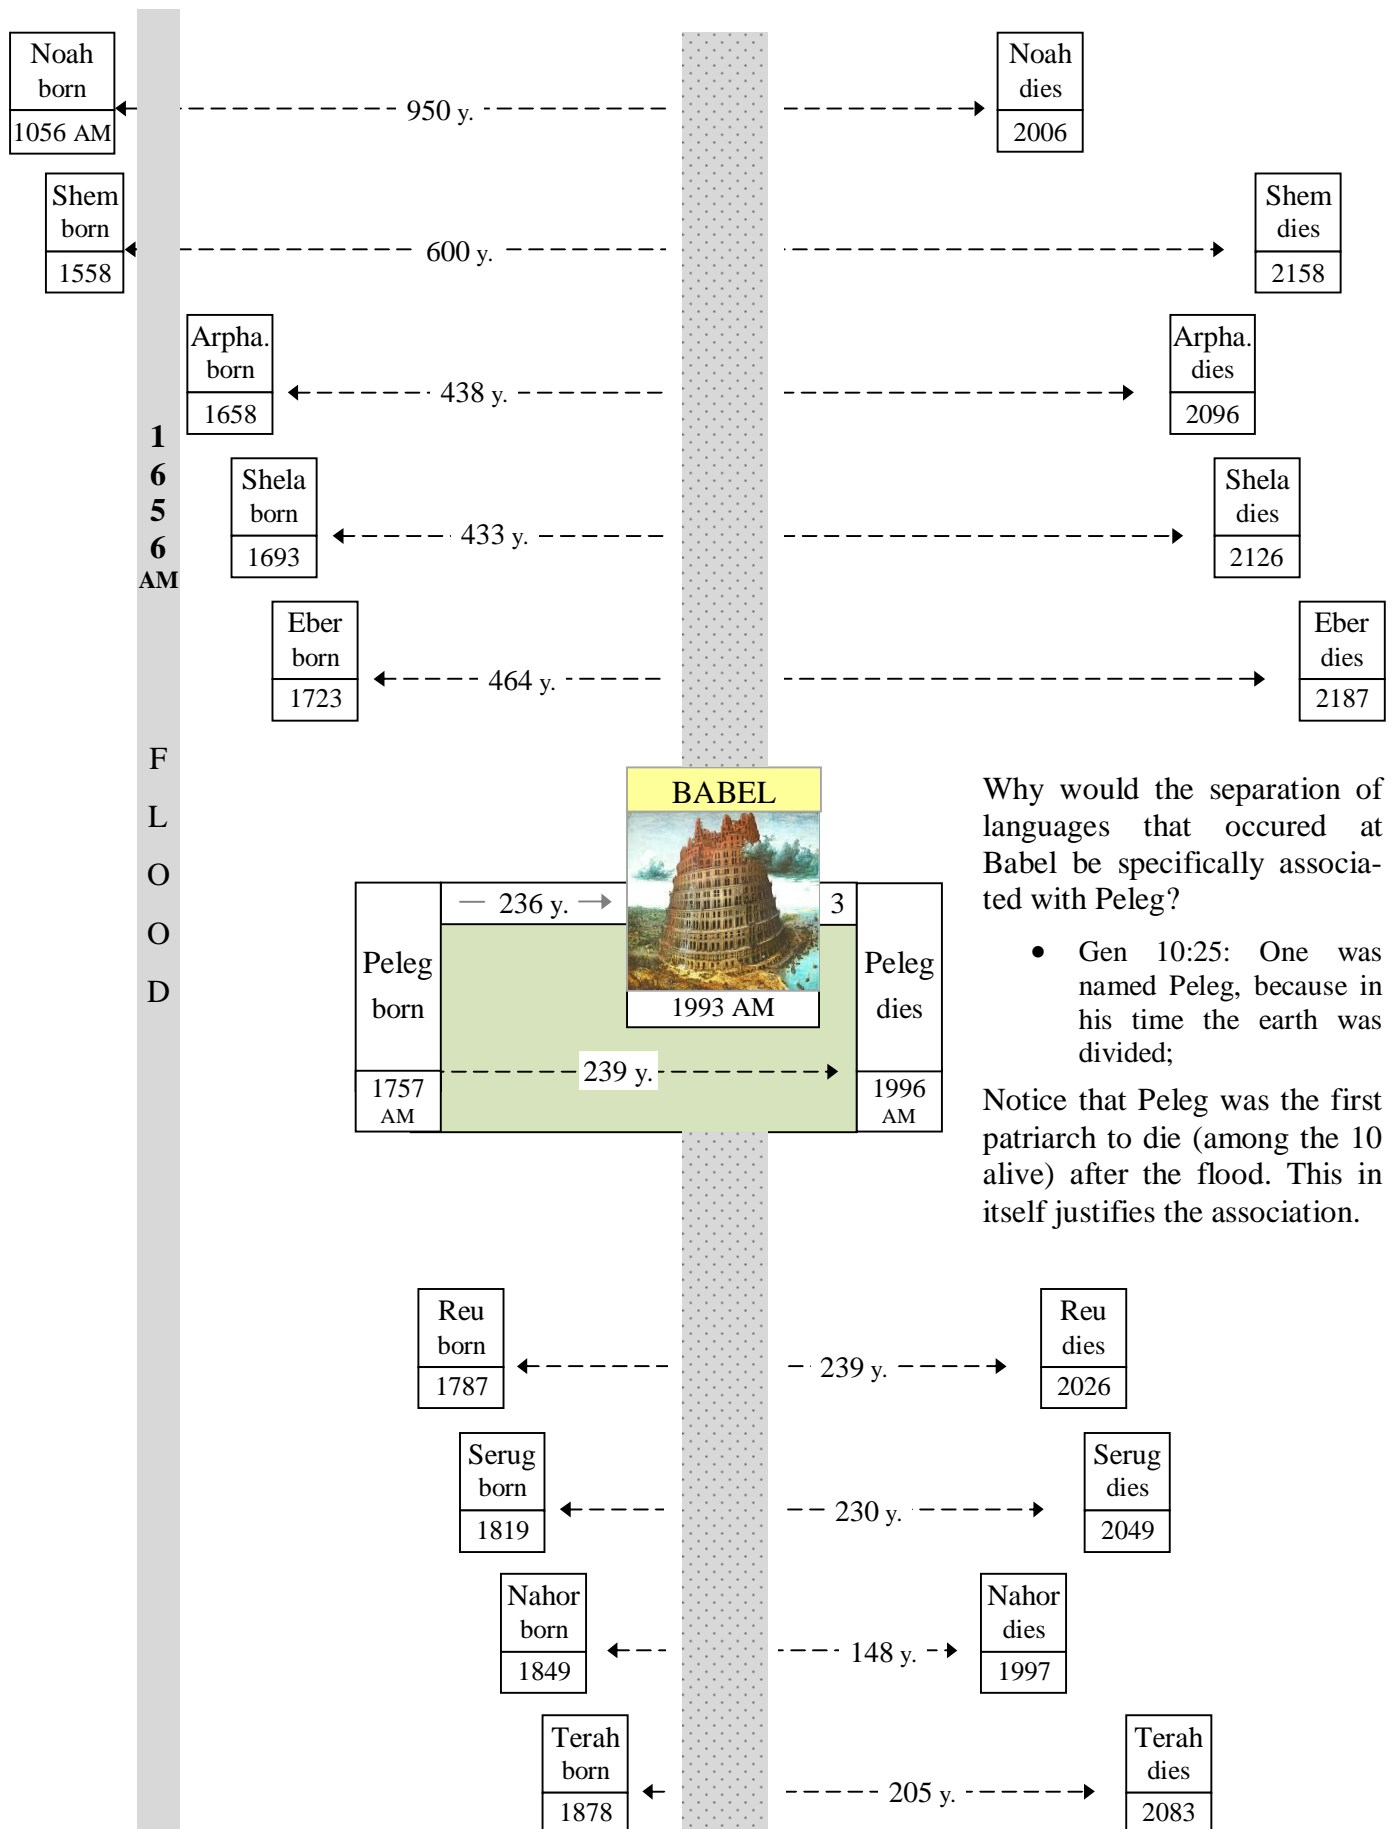 Noah
born
1056 AM
950 y.
Noah
dies
2006
Shem
born
1558
600 y.
Shem
dies
2158
Arpha.
born
1658
438 y.
Arpha.
dies
2096
1
6
5
6
AM
Shela
born
1693
433 y.
Shela
dies
2126
Eber
born
1723
464 y.
Eber
dies
2187
F
L
O
O
D
BABEL
1993 AM
236 y.
3
Peleg
born
1757
AM
239 y.
Peleg
dies
1996
AM
Why would the separation of
languages that occured at
Babel be specifically associa-
ted with Peleg?
• Gen 10:25: One was
named Peleg, because in
his time the earth was
divided;
Notice that Peleg was the first
patriarch to die (among the 10
alive) after the flood. This in
itself justifies the association.
Reu
born
1787
239 y.
Reu
dies
2026
Serug
born
1819
230 y.
Serug
dies
2049
Nahor
born
1849
148 y.
Nahor
dies
1997
Terah
born
1878
205 y.
Terah
dies
2083